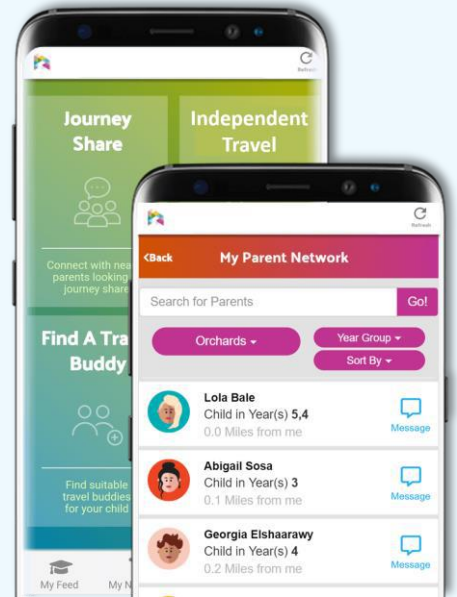 Refresh
Journey
Share
Independent
Travel
Connect with
parents looking
journey share
Find A
Buddy
Find suitable
travel buddies
for your child
My Feed
My
Refresh
<Back
My Parent Network
Search for Parents
Go!
Orchards
Year Group
Sort By
Lola Bale
Child in Year(s) 5,4
0.0 Miles from me
Message
Abigail Sosa
Child in Year(s) 3
0.1 Miles from me
Message
Georgia Elshaarawy
Child in Year(s) 4
0.2 Miles from me
Message